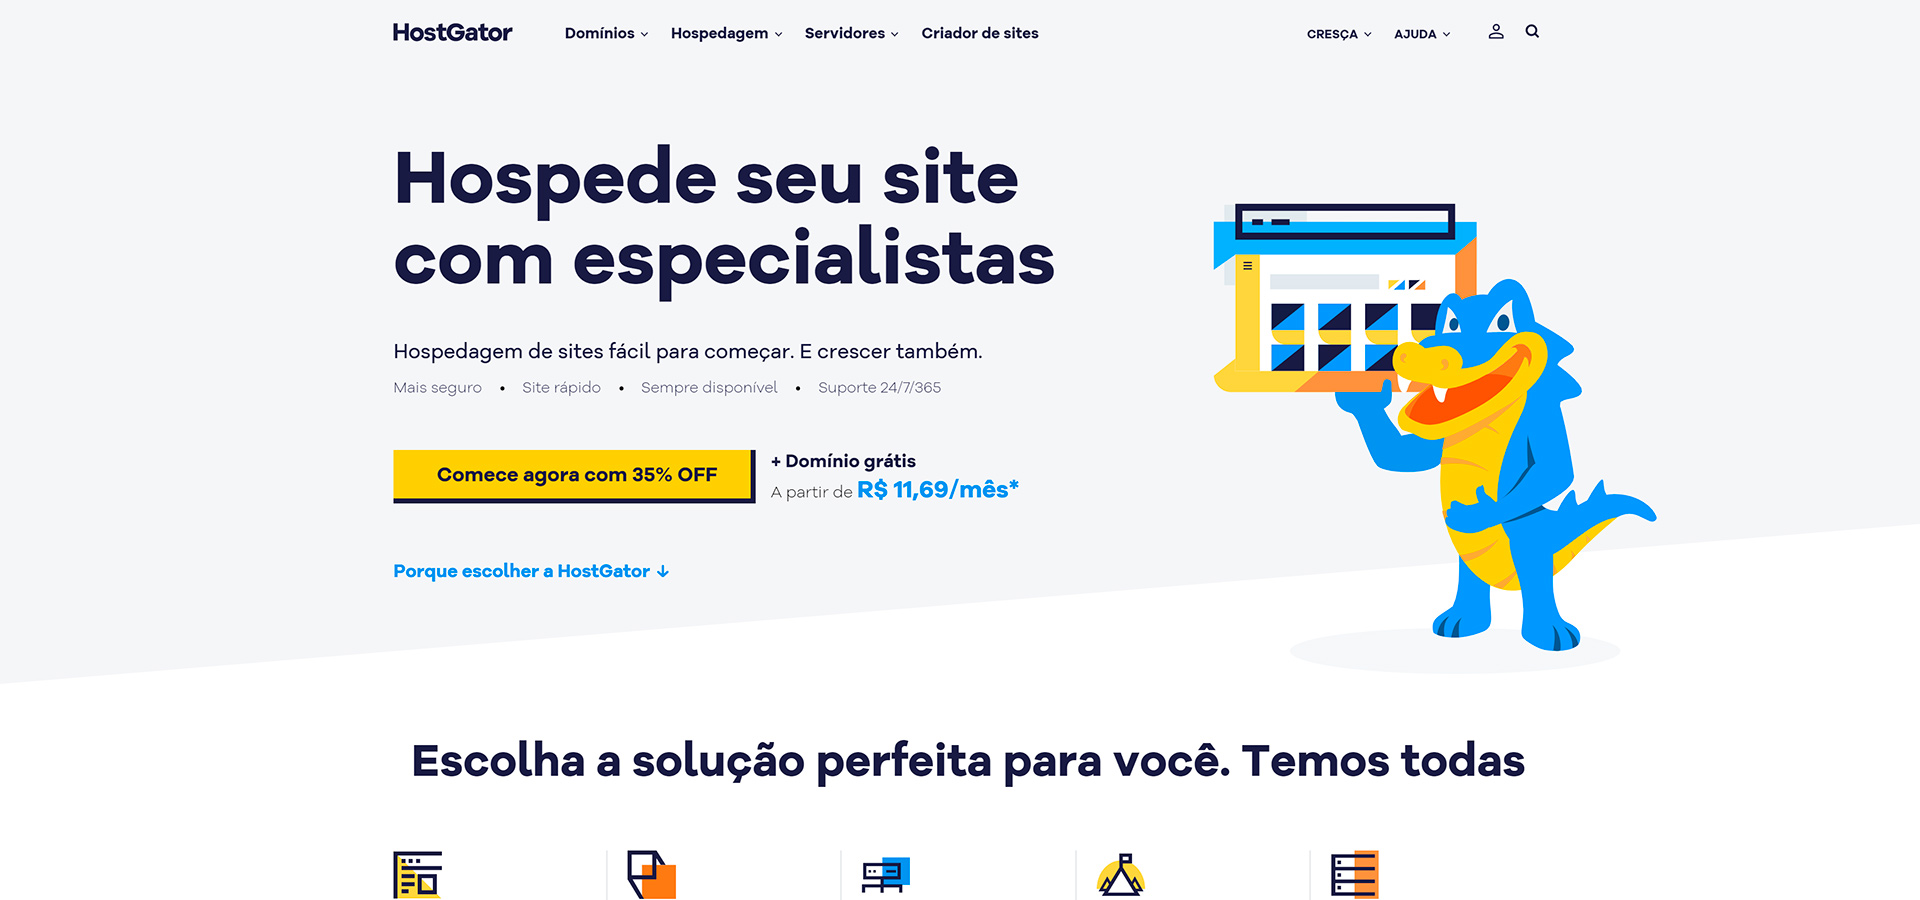 HostGator
Domínios
Hospedagem
Servidores
Criador de sites
CRESÇA
AJUDA
Hospede seu site
com especialistas
Hospedagem de sites fácil para começar. E crescer também.
Mais seguro • Site rápido • Sempre disponível • Suporte 24/7/365
Comece agora com 35% OFF
+ Domínio grátis
A partir de R$ 11,69/mês*
Porque escolher a HostGator ↓
Escolha a solução perfeita para você. Temos todas